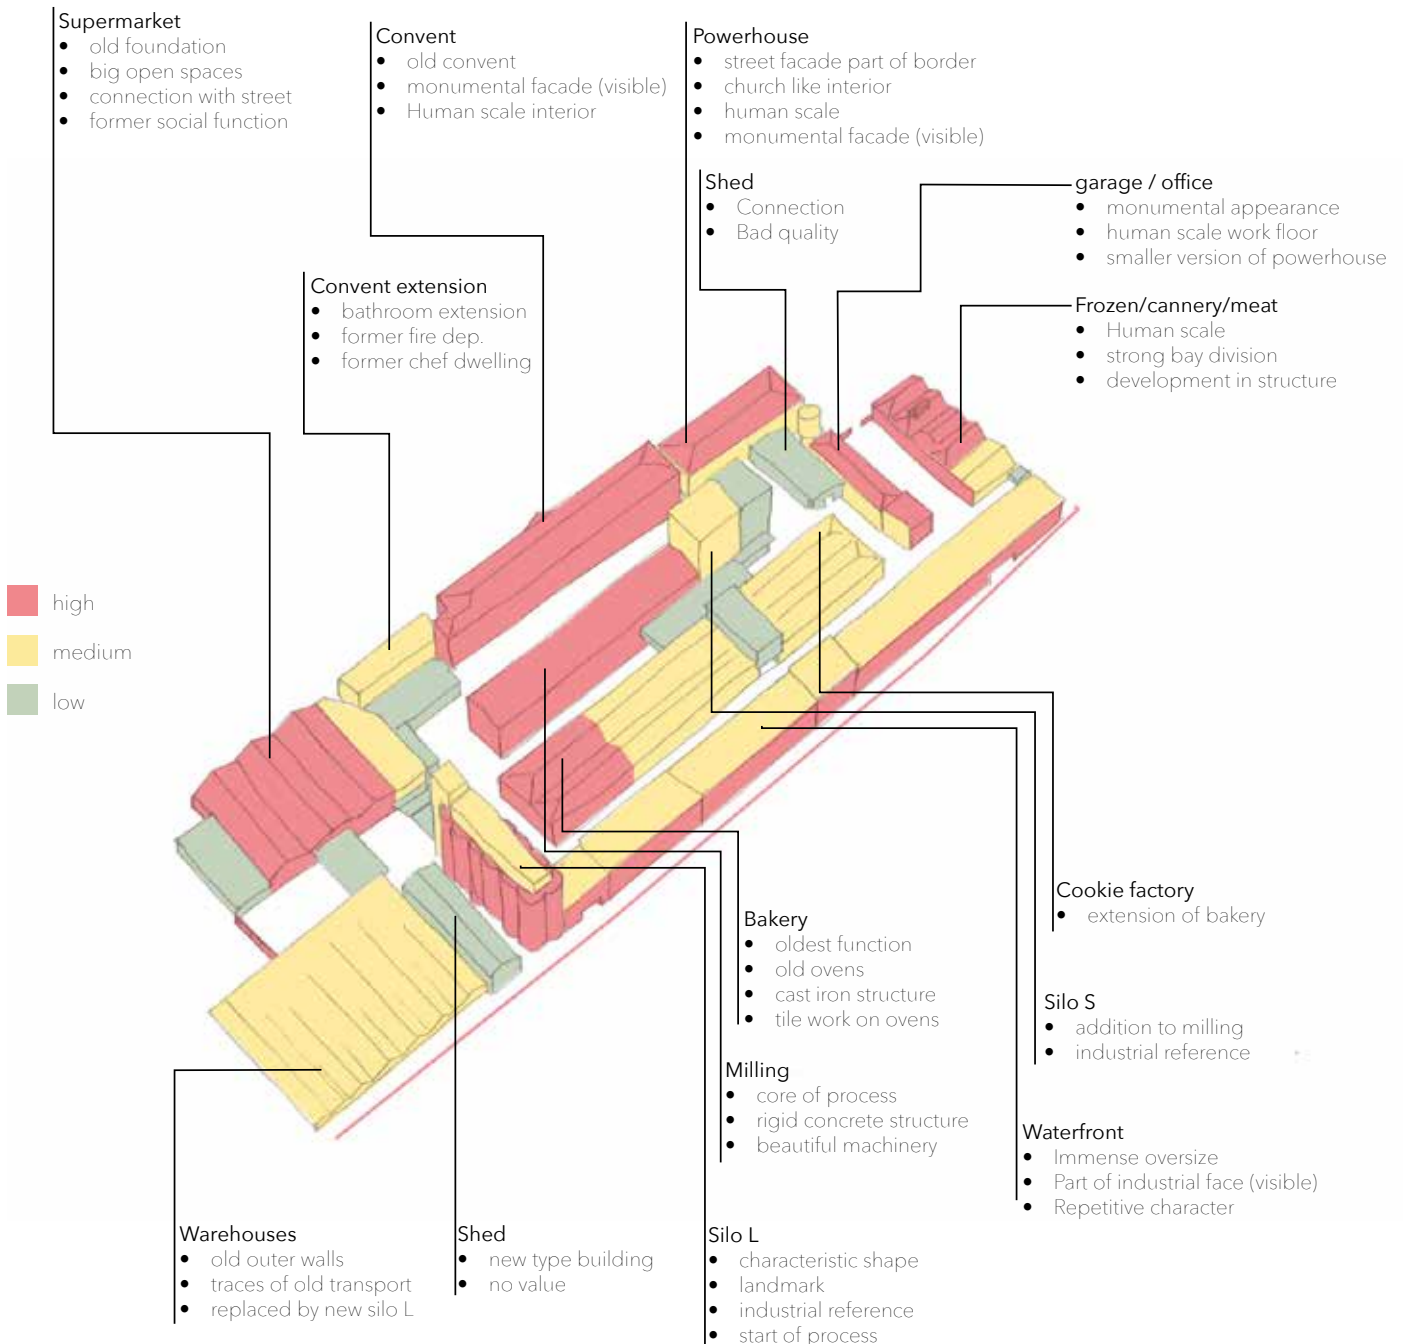 Supermarket
• old foundation
• big open spaces
• connection with street
• former social function
Convent
• old convent
• monumental facade (visible)
• Human scale interior
Powerhouse
• street facade part of border
• church like interior
• human scale
• monumental facade (visible)
Shed
• Connection
• Bad quality
garage / office
• monumental appearance
• human scale work floor
• smaller version of powerhouse
Convent extension
• bathroom extension
• former fire dep.
• former chef dwelling
Frozen/cannery/meat
• Human scale
• strong bay division
• development in structure
high
medium
low
Cookie factory
• extension of bakery
Bakery
• oldest function
• old ovens
• cast iron structure
• tile work on ovens
Silo S
• addition to milling
• industrial reference
Milling
• core of process
• rigid concrete structure
• beautiful machinery
Waterfront
• Immense oversize
• Part of industrial face (visible)
• Repetitive character
Warehouses
• old outer walls
• traces of old transport
• replaced by new silo L
Shed
• new type building
• no value
Silo L
• characteristic shape
• landmark
• industrial reference
• start of process